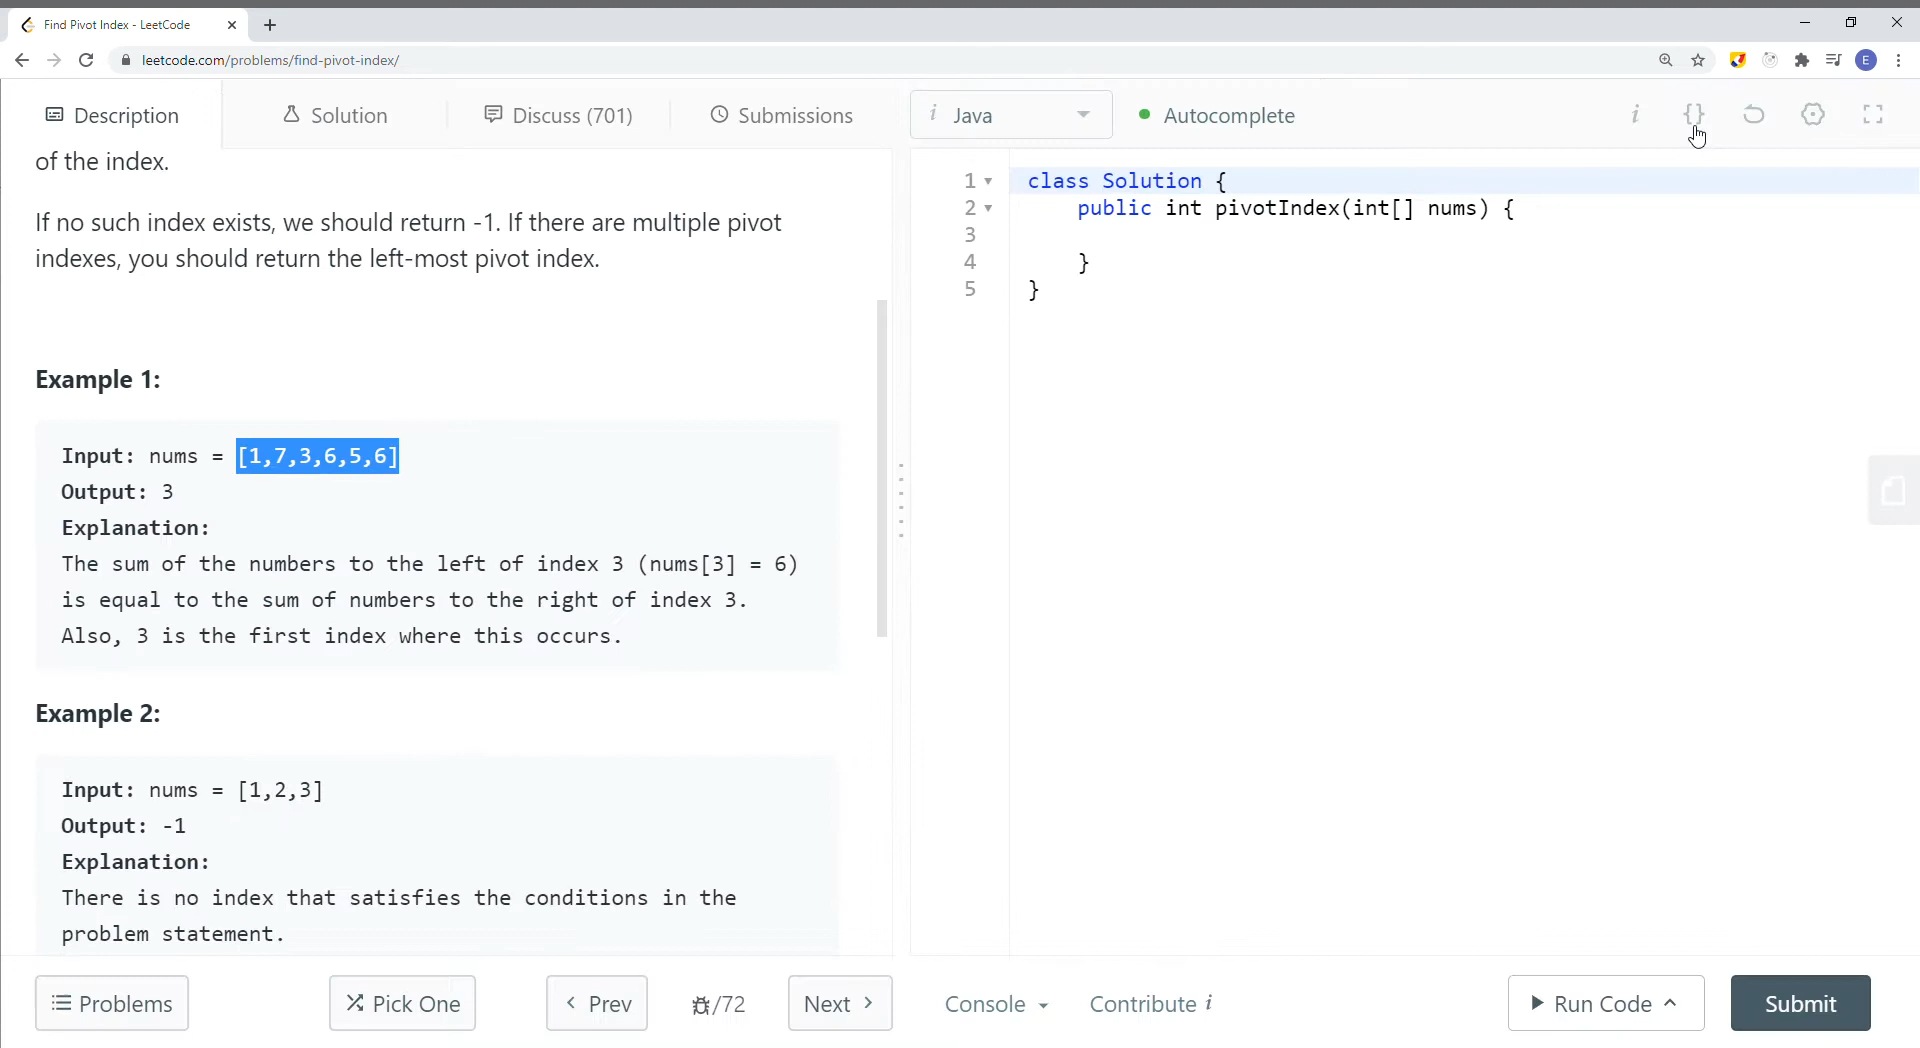 Find Pivot Index - LeetCode
leetcode.com/problems/find-pivot-index/
E
Description
Solution
Discuss (701)
Submissions
of the index.
If no such index exists, we should return -1. If there are multiple pivot
indexes, you should return the left-most pivot index.
Example 1:
Input: nums = [1,7,3,6,5,6]
Output: 3
Explanation:
The sum of the numbers to the left of index 3 (nums[3] = 6)
is equal to the sum of numbers to the right of index 3.
Also, 3 is the first index where this occurs.
Example 2:
Input: nums = [1,2,3]
Output: -1
Explanation:
There is no index that satisfies the conditions in the
problem statement.
i Java
Autocomplete
i {}
1 class Solution {
2     public int pivotIndex(int[] nums) {
3
4     }
5 }
Problems
Pick One
< Prev
/72
Next >
Console
Contribute i
Run Code
Submit